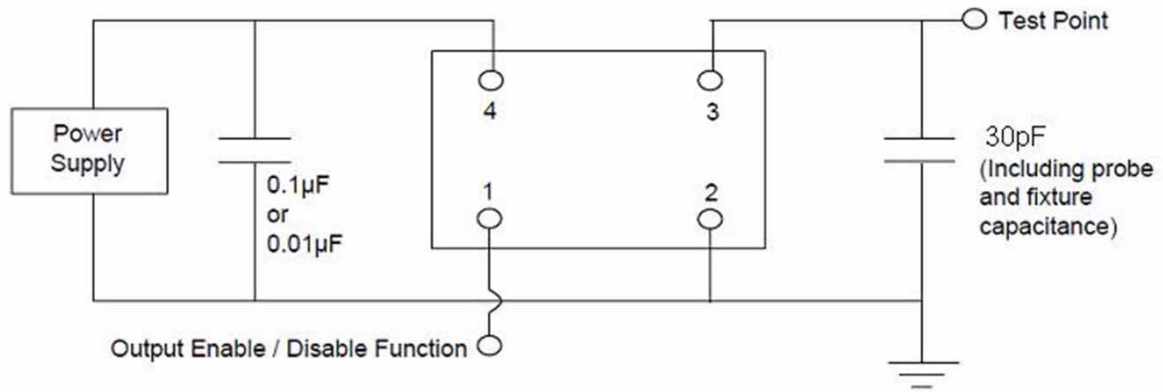 Test Point
4
3
Power
Supply
30pF
(Including probe
and fixture
capacitance)
0.1µF
or
0.01µF
1
2
Output Enable / Disable Function